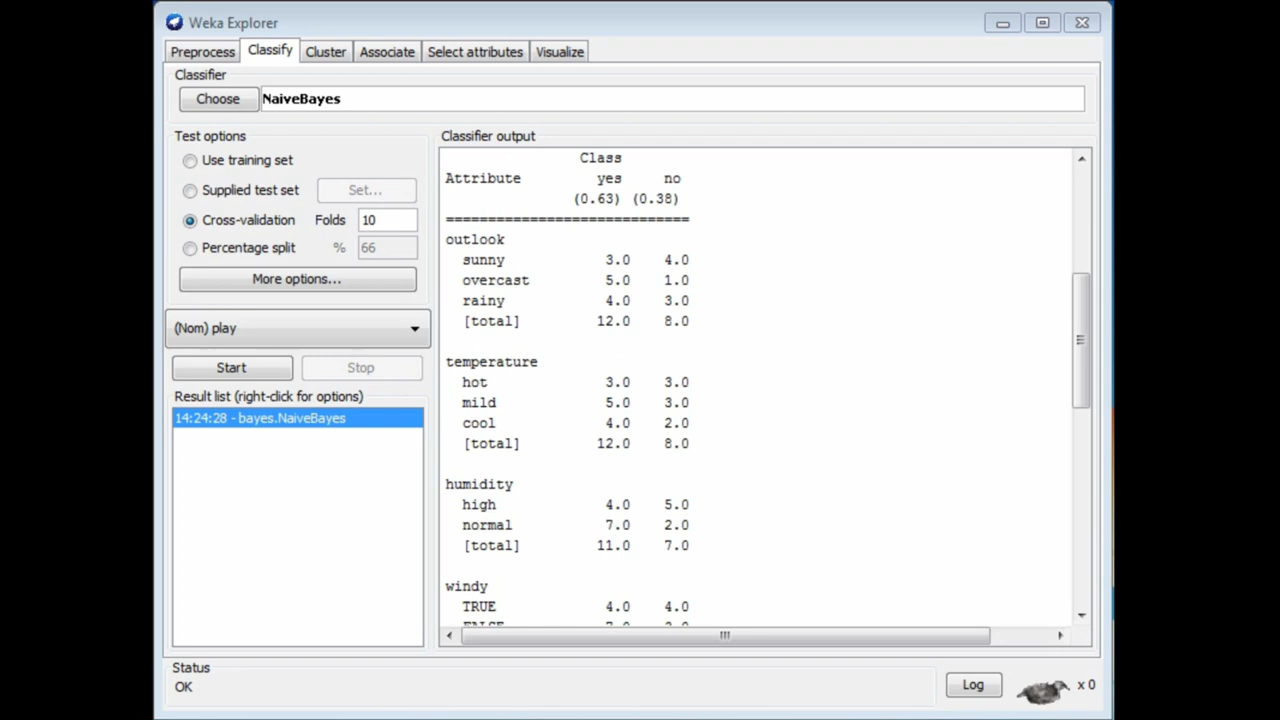 Weka Explorer
Preprocess Classify Cluster Associate Select attributes Visualize
Classifier
Choose NaiveBayes
Test options
Use training set
Supplied test set Set...
Cross-validation Folds 10
Percentage split % 66
More options...
(Nom) play
Start Stop
Result list (right-click for options)
14:24:28 - bayes.NaiveBayes
Classifier output
Class
Attribute yes no
(0.63) (0.38)
=============================
outlook
sunny 3.0 4.0
overcast 5.0 1.0
rainy 4.0 3.0
[total] 12.0 8.0
temperature
hot 3.0 3.0
mild 5.0 3.0
cool 4.0 2.0
[total] 12.0 8.0
humidity
high 4.0 5.0
normal 7.0 2.0
[total] 11.0 7.0
windy
TRUE 4.0 4.0
Status
OK
Log x 0